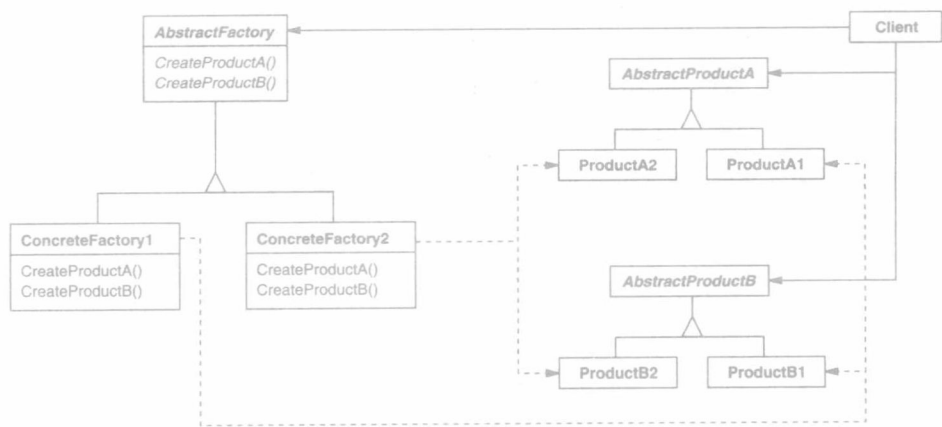 AbstractFactory
CreateProductA()
CreateProductB()
Client
AbstractProductA
ProductA2
ProductA1
ConcreteFactory1
CreateProductA()
CreateProductB()
ConcreteFactory2
CreateProductA()
CreateProductB()
AbstractProductB
ProductB2
ProductB1